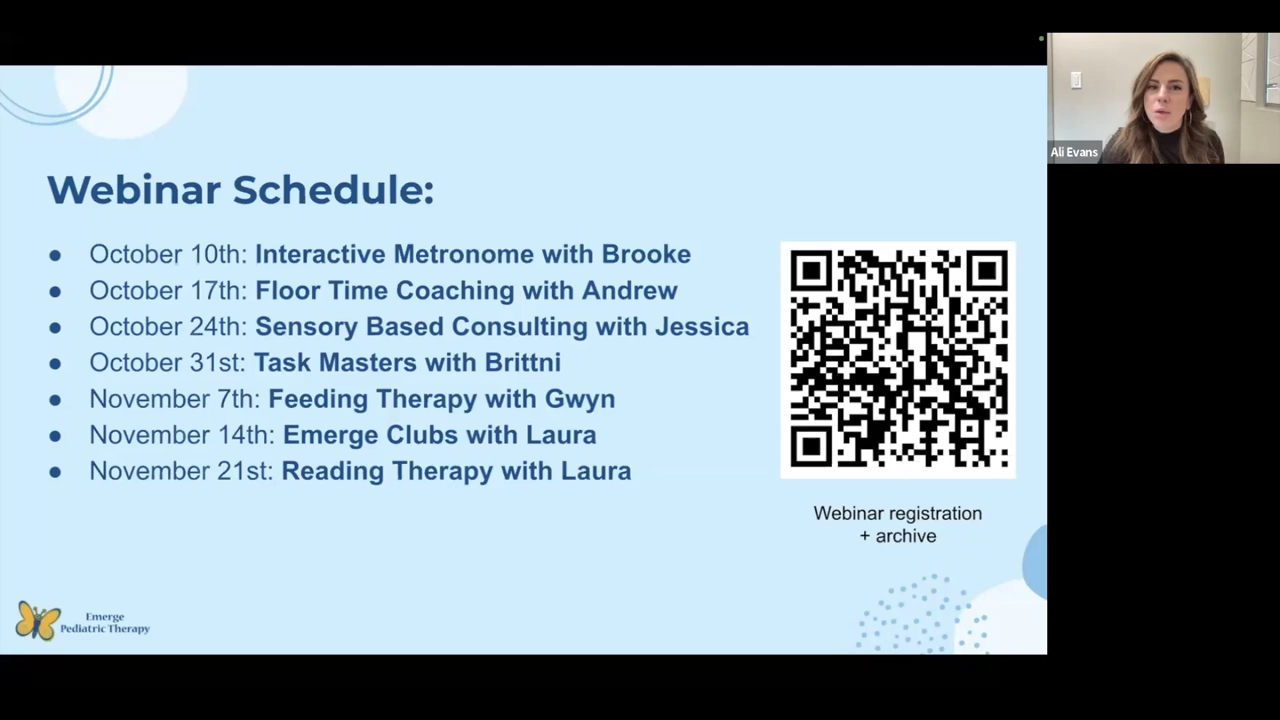 Ali Evans
Webinar Schedule:
● October 10th: Interactive Metronome with Brooke
● October 17th: Floor Time Coaching with Andrew
● October 24th: Sensory Based Consulting with Jessica
● October 31st: Task Masters with Brittni
● November 7th: Feeding Therapy with Gwyn
● November 14th: Emerge Clubs with Laura
● November 21st: Reading Therapy with Laura
Webinar registration
+ archive
Emerge
Pediatric Therapy